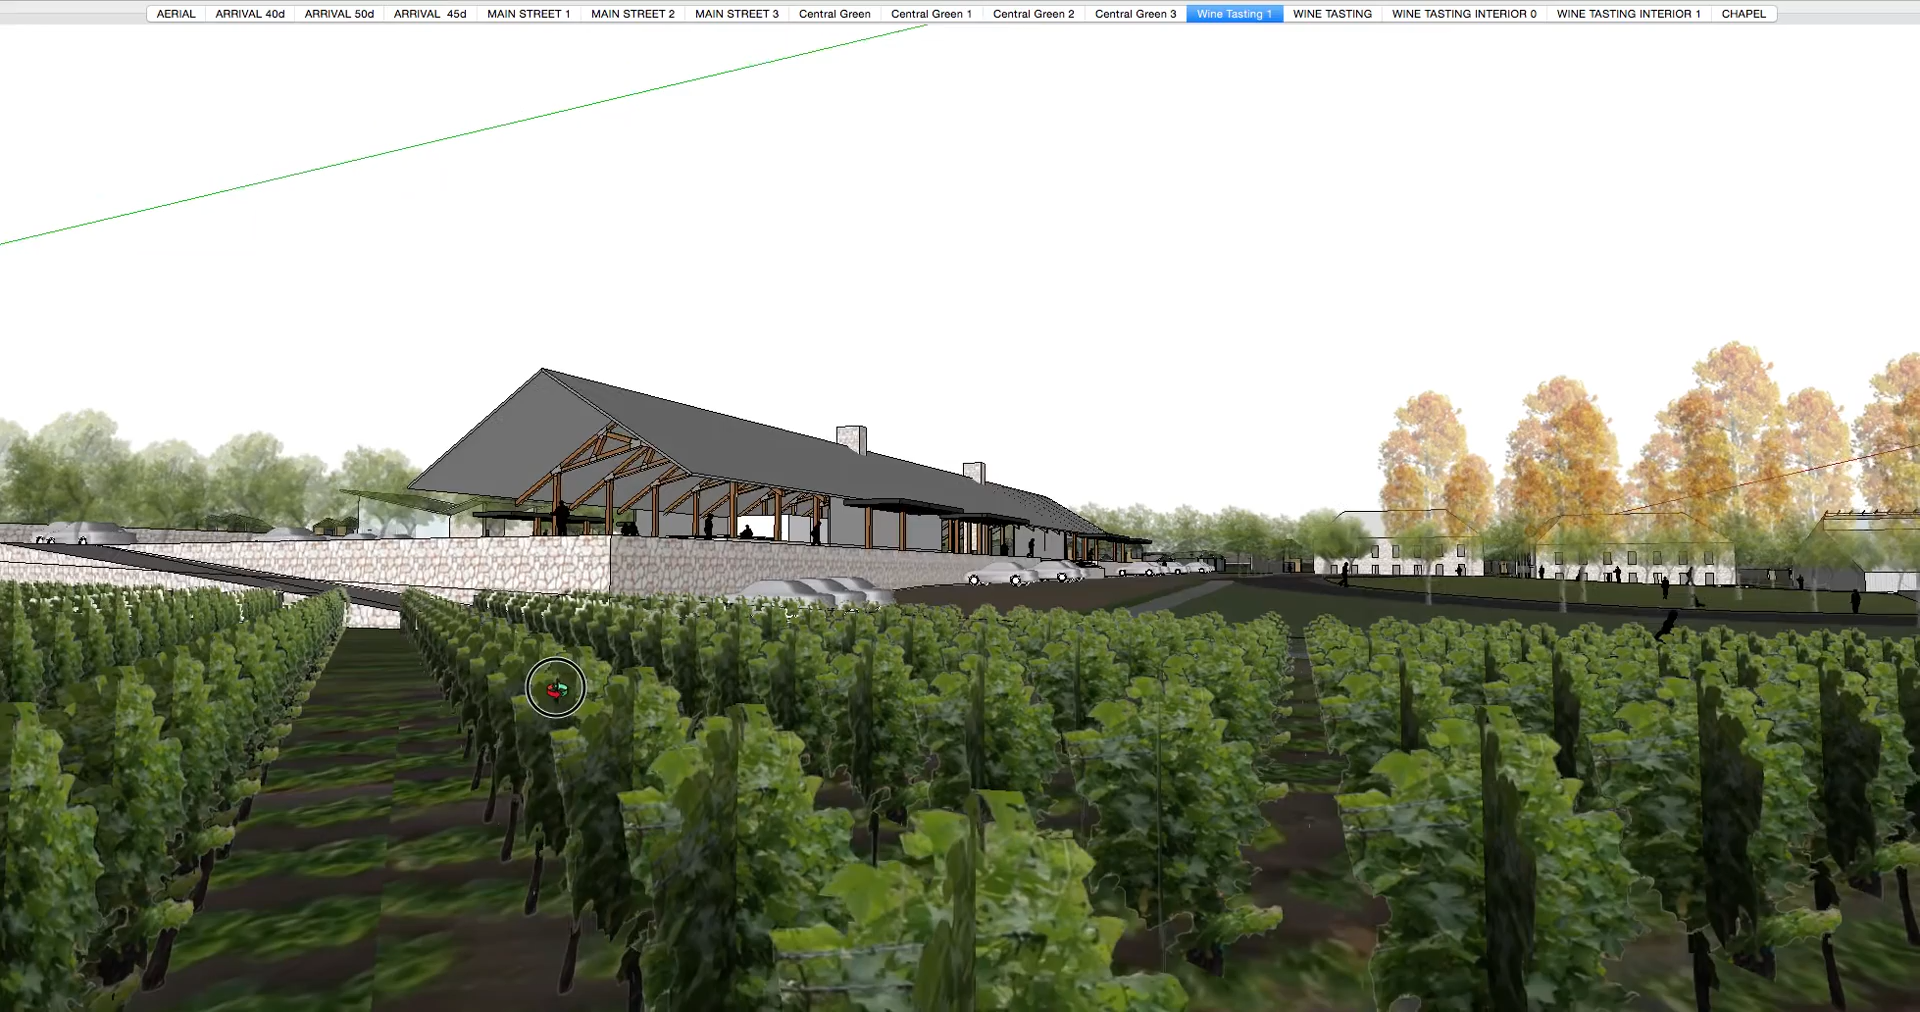 AERIAL ARRIVAL 40d ARRIVAL 50d ARRIVAL 45d MAIN STREET 1 MAIN STREET 2 MAIN STREET 3 Central Green Central Green 1 Central Green 2 Central Green 3 Wine Tasting 1 WINE TASTING WINE TASTING INTERIOR 0 WINE TASTING INTERIOR 1 CHAPEL